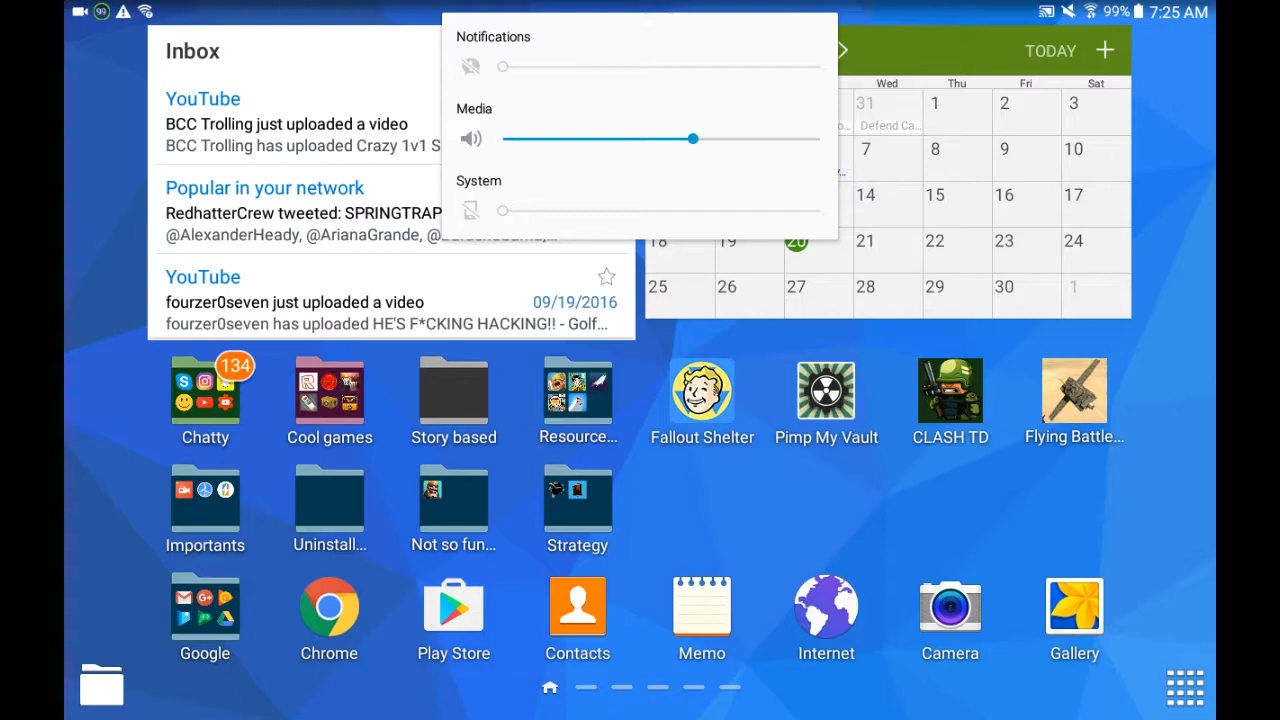 99
99%
7:25 AM
Inbox
YouTube
BCC Trolling just uploaded a video
BCC Trolling has uploaded Crazy 1v1 S
Popular in your network
RedhatterCrew tweeted: SPRINGTRAP
@AlexanderHeady, @ArianaGrande,
YouTube
fourzer0seven just uploaded a video
09/19/2016
fourzer0seven has uploaded HE'S F*CKING HACKING!! - Golf...
Notifications
Media
System
TODAY
Wed Thu Fri Sat
31 1 2 3
o... Defend Ca...
7 8 9 10
14 15 16 17
18 19 20 21 22 23 24
25 26 27 28 29 30 1
134
Chatty Cool games Story based Resource... Fallout Shelter Pimp My Vault CLASH TD Flying Battle...
Importants Uninstall... Not so fun... Strategy
Google Chrome Play Store Contacts Memo Internet Camera Gallery